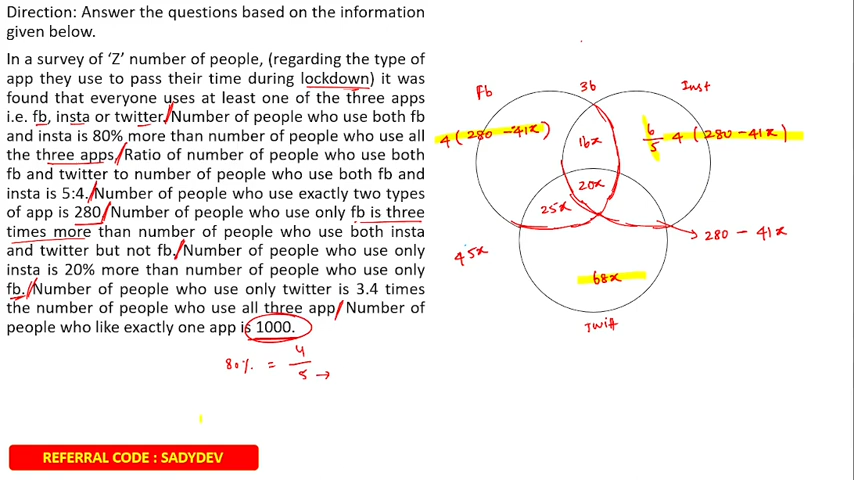 Direction: Answer the questions based on the information
given below.
In a survey of 'Z' number of people, (regarding the type of
app they use to pass their time during lockdown) it was
found that everyone uses at least one of the three apps
i.e. fb, insta or twitter. Number of people who use both fb
and insta is 80% more than number of people who use all
the three apps. Ratio of number of people who use both
fb and twitter to number of people who use both fb and
insta is 5:4. Number of people who use exactly two types
of app is 280. Number of people who use only fb is three
times more than number of people who use both insta
and twitter but not fb. Number of people who use only
insta is 20% more than number of people who use only
fb. Number of people who use only twitter is 3.4 times
the number of people who use all three app. Number of
people who like exactly one app is 1000.
80% = 4/5 →
Fb 36 Inst
4(280-41x) 16x 6/5 4(280-41x)
20x
25x
280-41x
45x
68x
Twitt
REFERRAL CODE : SADYDEV